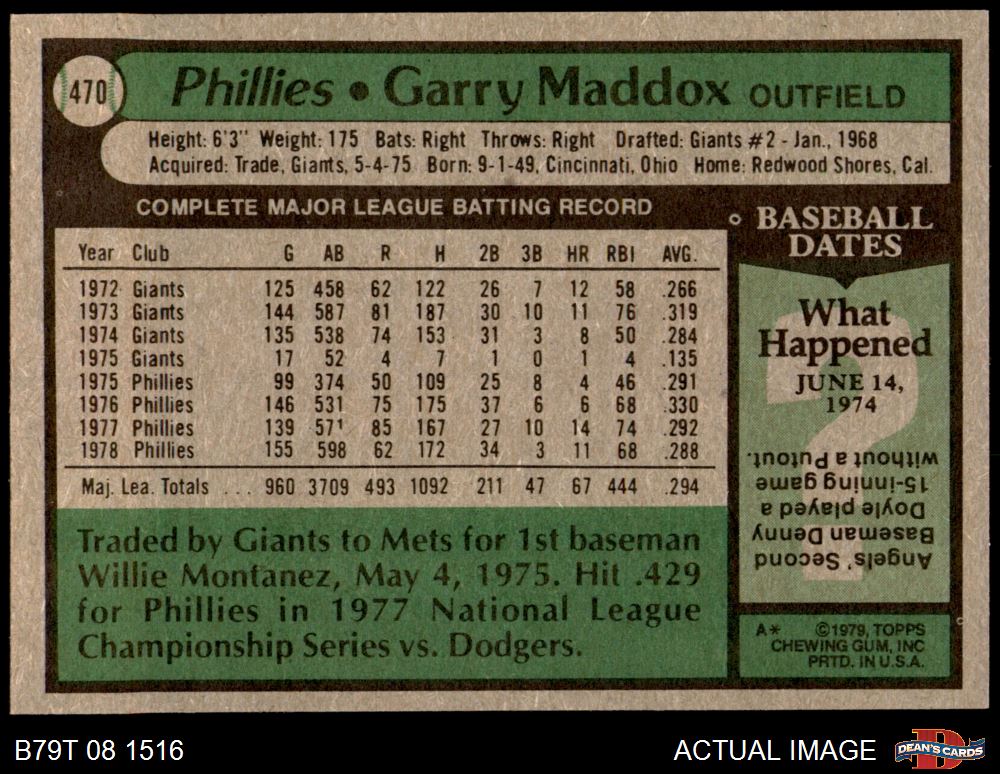 470
Phillies • Garry Maddox OUTFIELD
Height: 6'3" Weight: 175 Bats: Right Throws: Right Drafted: Giants #2 - Jan., 1968
Acquired: Trade, Giants, 5-4-75 Born: 9-1-49, Cincinnati, Ohio Home: Redwood Shores, Cal.
COMPLETE MAJOR LEAGUE BATTING RECORD
Year Club G AB R H 2B 3B HR RBI AVG.
1972 Giants 125 458 62 122 26 7 12 58 .266
1973 Giants 144 587 81 187 30 10 11 76 .319
1974 Giants 135 538 74 153 31 3 8 50 .284
1975 Giants 17 52 4 7 1 0 1 4 .135
1975 Phillies 99 374 50 109 25 8 4 46 .291
1976 Phillies 146 531 75 175 37 6 6 68 .330
1977 Phillies 139 571 85 167 27 10 14 74 .292
1978 Phillies 155 598 62 172 34 3 11 68 .288
Maj. Lea. Totals ... 960 3709 493 1092 211 47 67 444 .294
Traded by Giants to Mets for 1st baseman
Willie Montanez, May 4, 1975. Hit .429
for Phillies in 1977 National League
Championship Series vs. Dodgers.
BASEBALL
DATES
What
Happened
JUNE 14,
1974
?
Angels' Second
Baseman Denny
Doyle played a
15-inning game
without a Putout.
A* ©1979, TOPPS
CHEWING GUM, INC
PRTD. IN U.S.A.
B79T 08 1516
ACTUAL IMAGE
D
DEAN'S CARDS